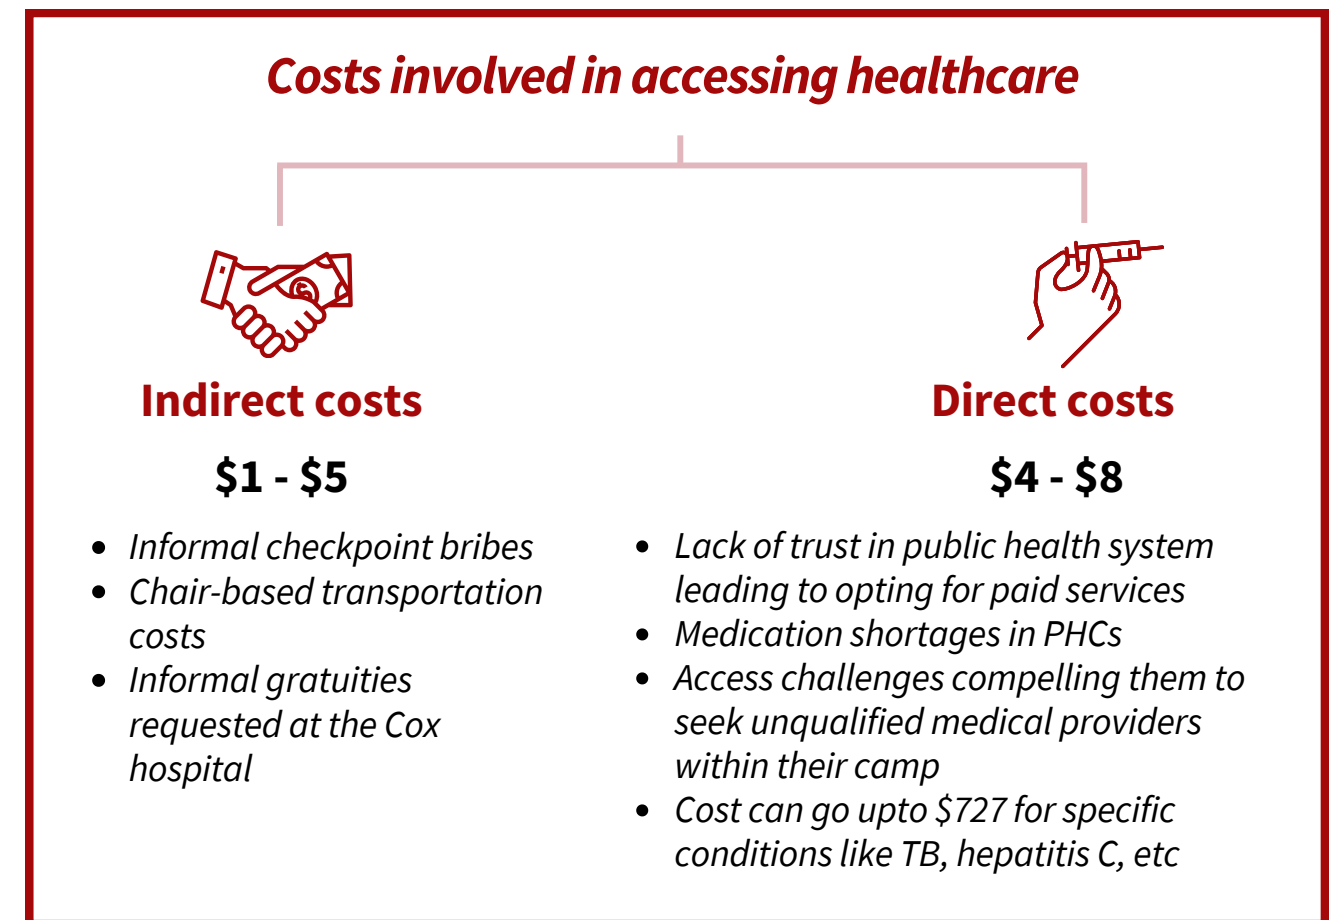 Costs involved in accessing healthcare
$
Indirect costs
$1 - $5
• Informal checkpoint bribes
• Chair-based transportation
costs
• Informal gratuities
requested at the Cox
hospital
Direct costs
$4 - $8
• Lack of trust in public health system
leading to opting for paid services
• Medication shortages in PHCs
• Access challenges compelling them to
seek unqualified medical providers
within their camp
• Cost can go upto $727 for specific
conditions like TB, hepatitis C, etc